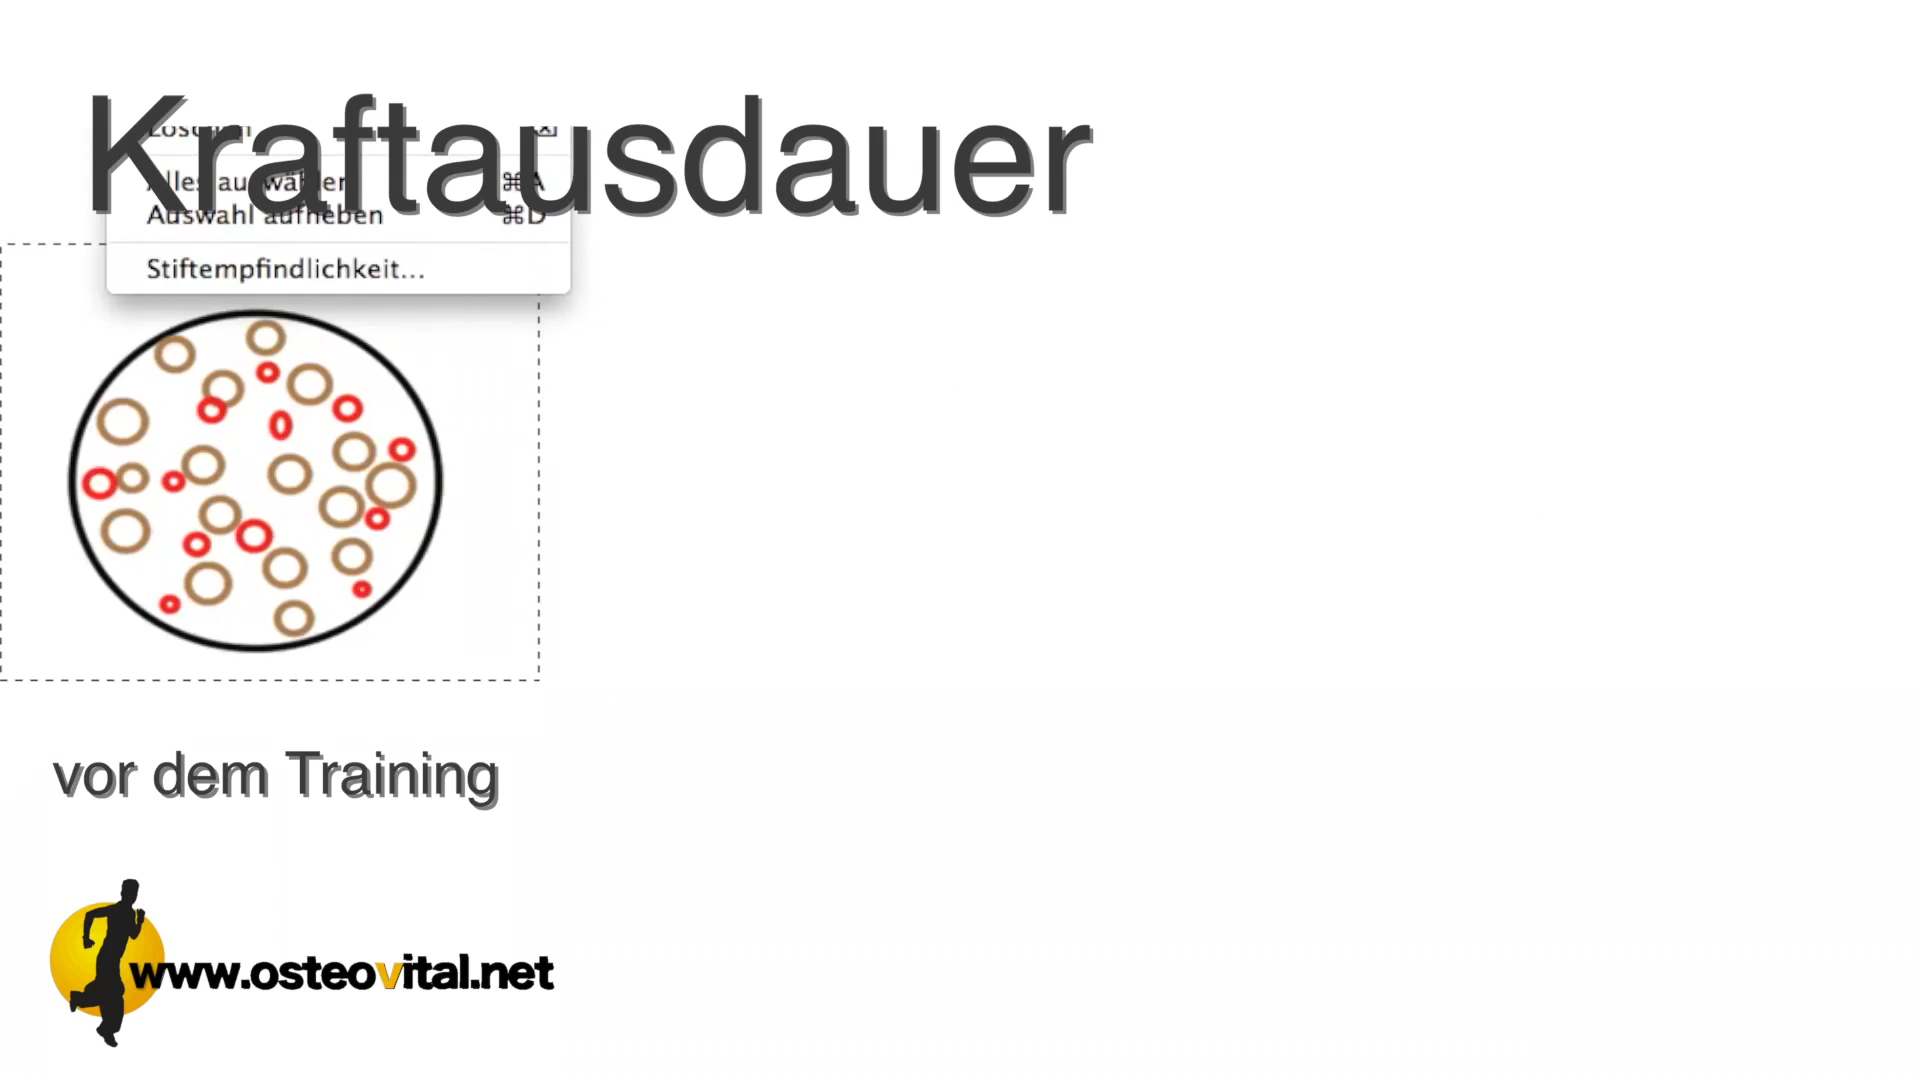 Kraftausdauer
Löschen
Alles auswählen ⌘A
Auswahl aufheben ⌘D
Stiftempfindlichkeit...
vor dem Training
www.osteovital.net